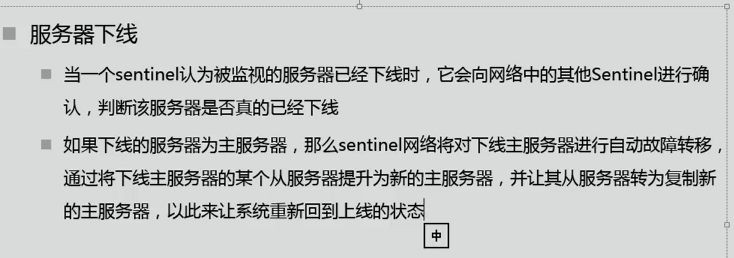 服务器下线
当一个sentinel认为被监视的服务器已经下线时，它会向网络中的其他Sentinel进行确
认，判断该服务器是否真的已经下线
如果下线的服务器为主服务器，那么sentinel网络将对下线主服务器进行自动故障转移，
通过将下线主服务器的某个从服务器提升为新的主服务器，并让其从服务器转为复制新
的主服务器，以此来让系统重新回到上线的状态
中